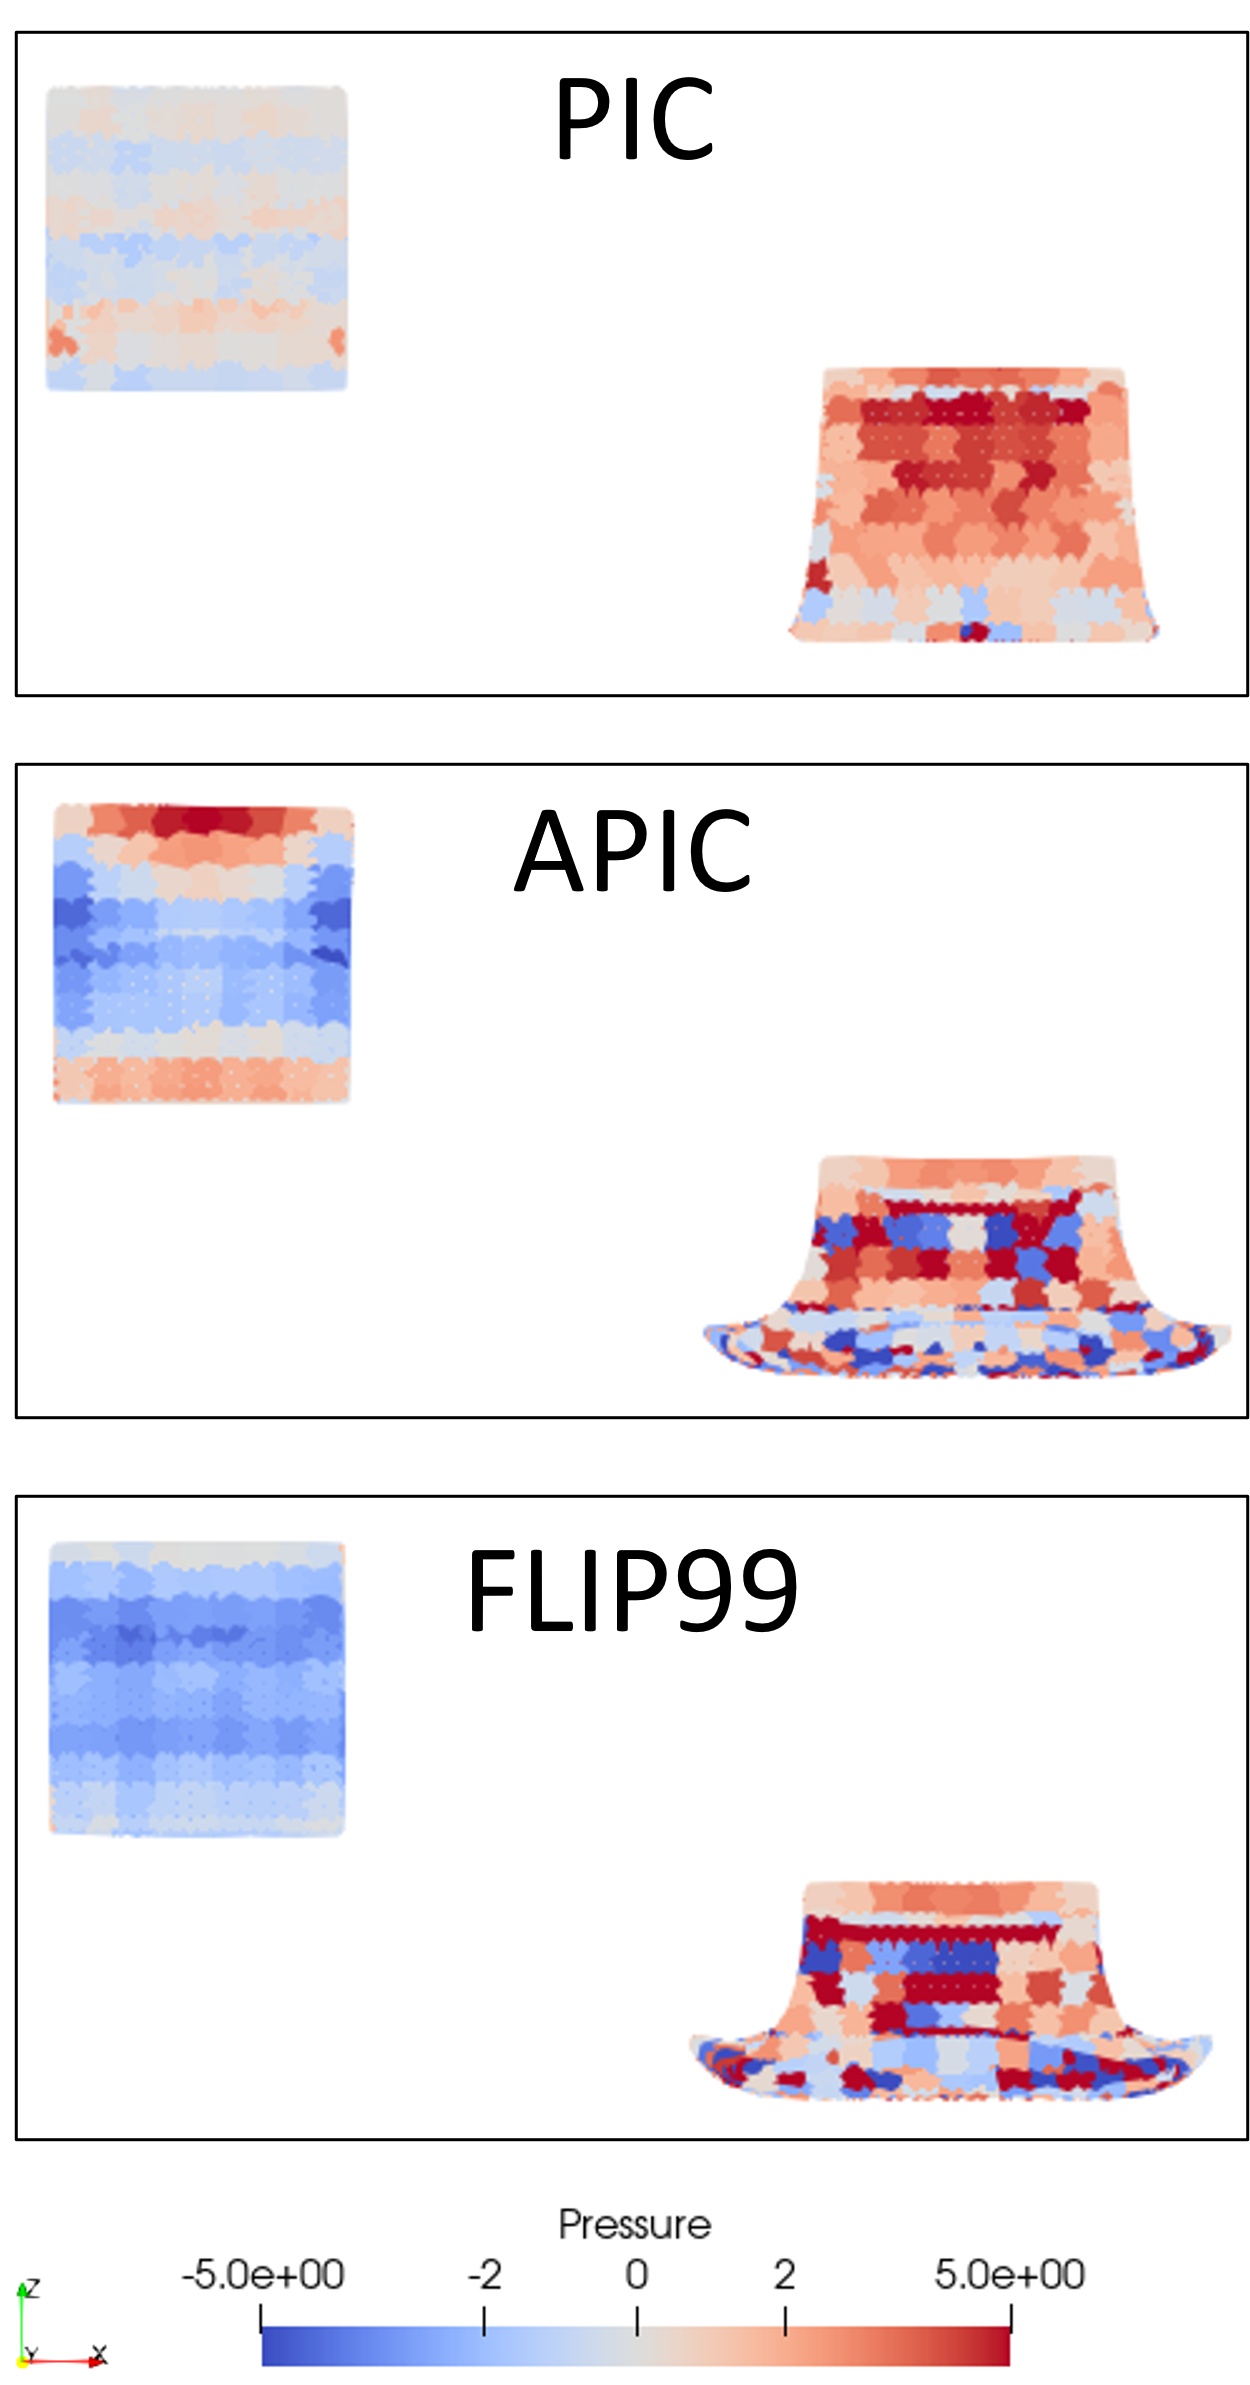 PIC
APIC
FLIP99
Pressure
-5.0e+00 -2 0 2 5.0e+00
Z
Y X